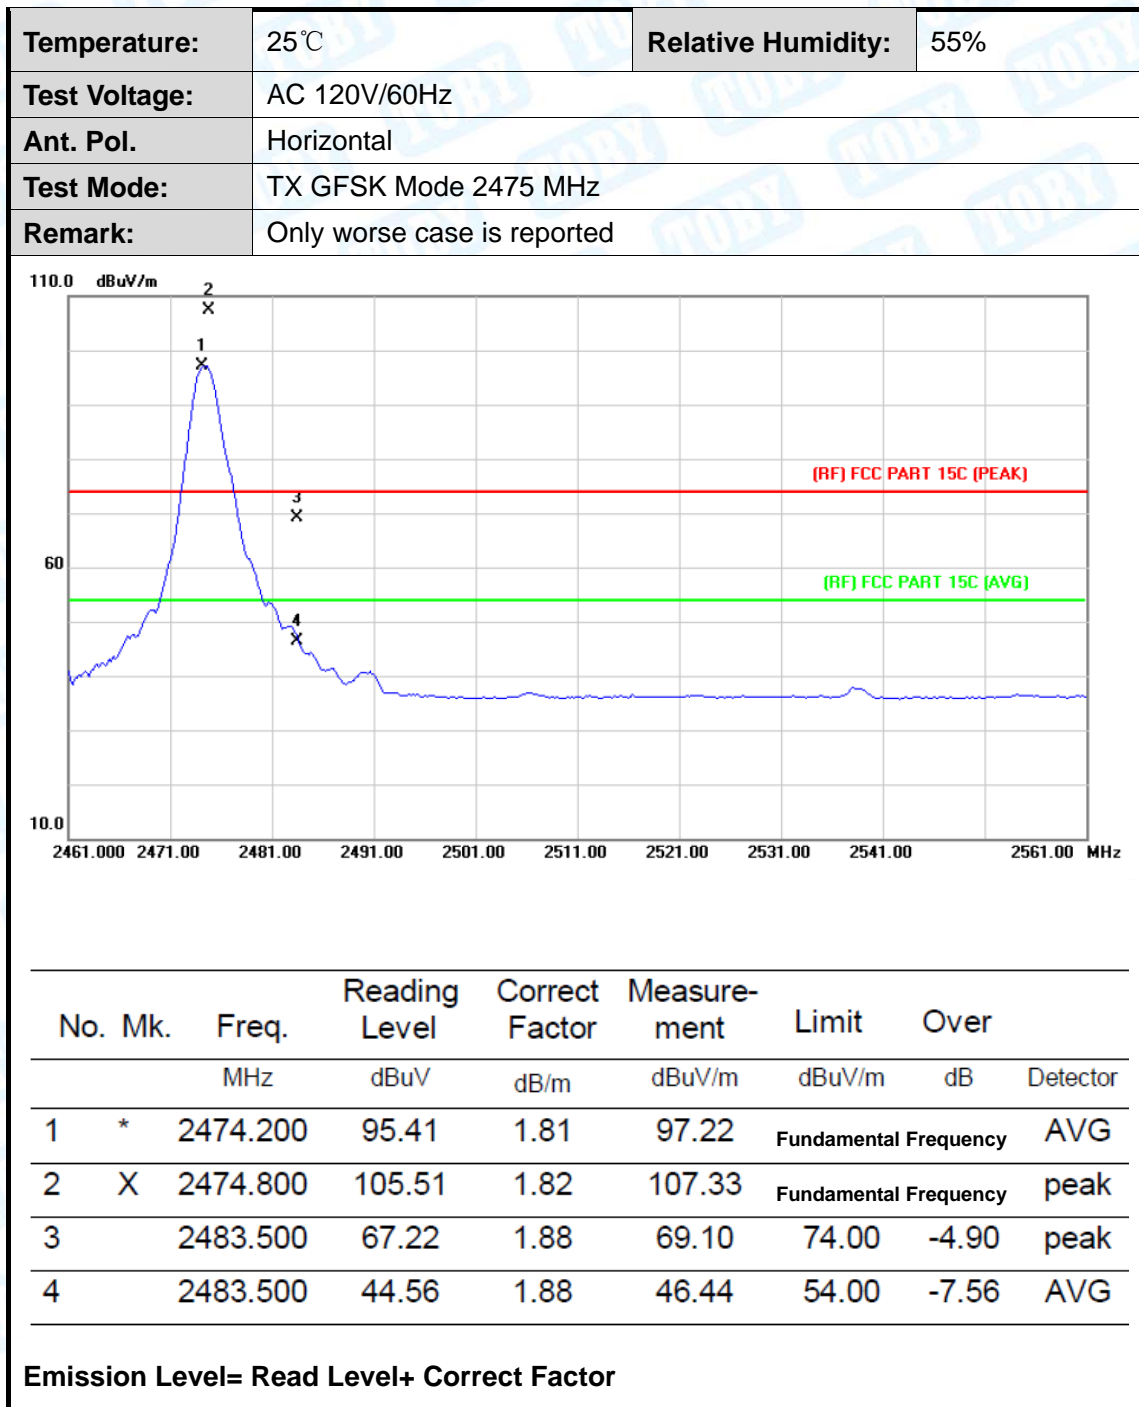 Temperature: 25℃ Relative Humidity: 55%
Test Voltage: AC 120V/60Hz
Ant. Pol. Horizontal
Test Mode: TX GFSK Mode 2475 MHz
Remark: Only worse case is reported
110.0 dBuV/m
2
1
(RF) FCC PART 15C (PEAK)
3
60
(RF) FCC PART 15C (AVG)
4
10.0
2461.000 2471.00 2481.00 2491.00 2501.00 2511.00 2521.00 2531.00 2541.00 2561.00 MHz
No. Mk. Freq. Reading Level Correct Factor Measure-ment Limit Over
MHz dBuV dB/m dBuV/m dBuV/m dB Detector
1 * 2474.200 95.41 1.81 97.22 Fundamental Frequency AVG
2 X 2474.800 105.51 1.82 107.33 Fundamental Frequency peak
3 2483.500 67.22 1.88 69.10 74.00 -4.90 peak
4 2483.500 44.56 1.88 46.44 54.00 -7.56 AVG
Emission Level= Read Level+ Correct Factor
TOBY